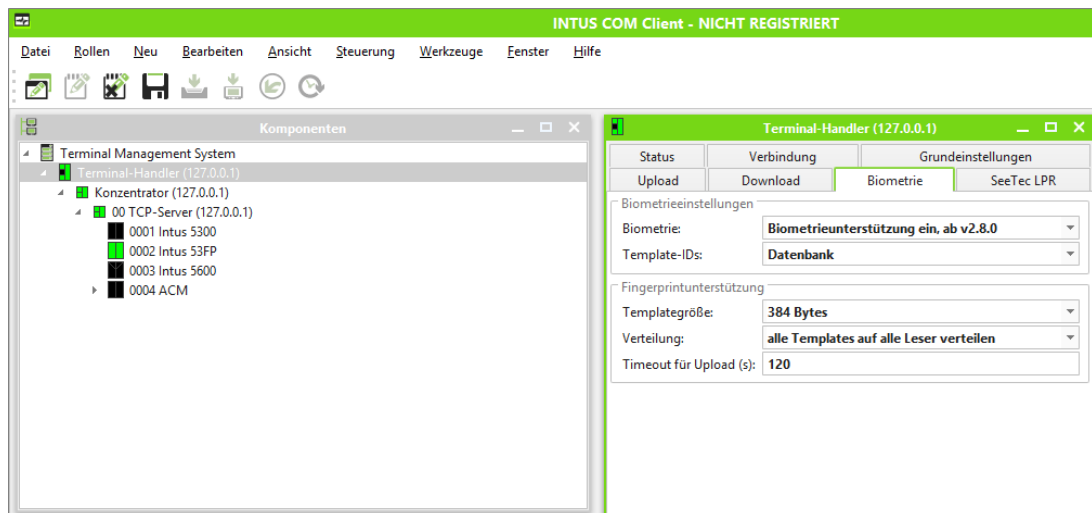 INTUS COM Client - NICHT REGISTRIERT
Datei Rollen Neu Bearbeiten Ansicht Steuerung Werkzeuge Fenster Hilfe
Komponenten
Terminal Management System
Terminal-Handler (127.0.0.1)
Konzentrator (127.0.0.1)
00 TCP-Server (127.0.0.1)
0001 Intus 5300
0002 Intus 53FP
0003 Intus 5600
0004 ACM
Terminal-Handler (127.0.0.1)
Status Verbindung Grundeinstellungen
Upload Download Biometrie SeeTec LPR
Biometrieeinstellungen
Biometrie: Biometrieunterstützung ein, ab v2.8.0
Template-IDs: Datenbank
Fingerprintunterstützung
Templategröße: 384 Bytes
Verteilung: alle Templates auf alle Leser verteilen
Timeout für Upload (s): 120